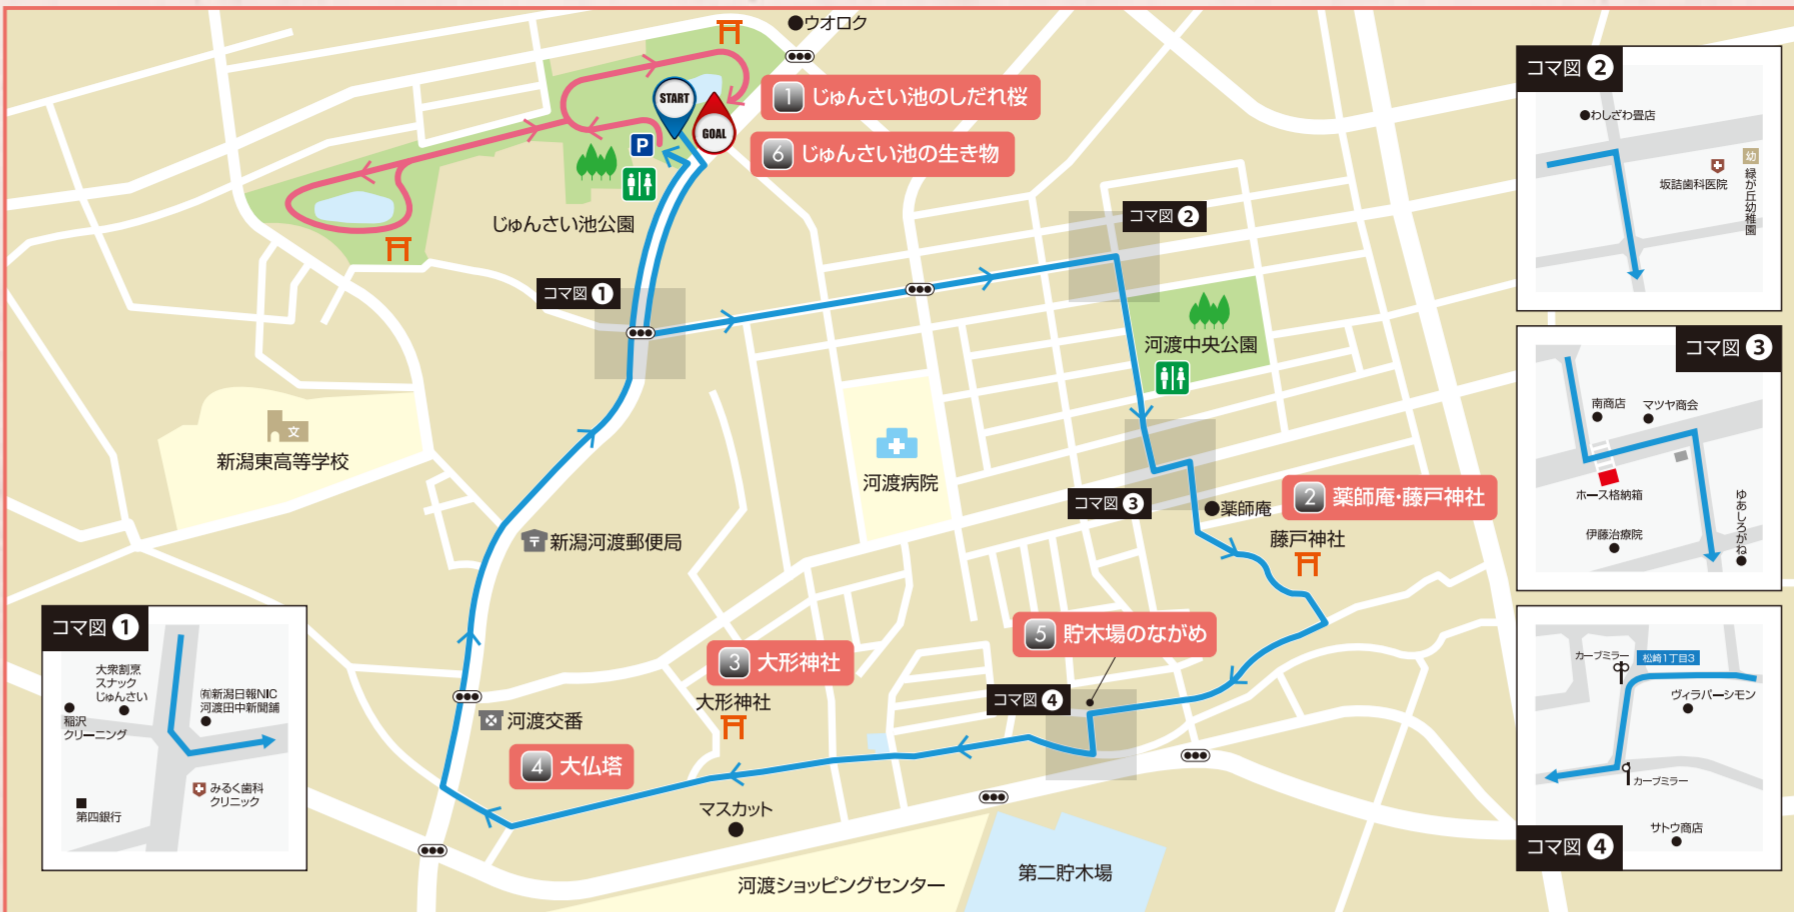 ウオロク
START
GOAL
P
1 じゅんさい池のしだれ桜
6 じゅんさい池の生き物
じゅんさい池公園
コマ図 1
コマ図 2
河渡中央公園
文
新潟東高等学校
河渡病院
コマ図 3
薬師庵
2 薬師庵・藤戸神社
藤戸神社
〒 新潟河渡郵便局
5 貯木場のながめ
コマ図 4
3 大形神社
大形神社
河渡交番
4 大仏塔
マスカット
河渡ショッピングセンター
第二貯木場
コマ図 1
大衆割烹
スナック
じゅんさい
㈲新潟日報NIC
河渡田中新聞舗
稲沢
クリーニング
みるく歯科
クリニック
第四銀行
コマ図 2
わしざわ畳店
坂詰歯科医院
幼
緑が丘幼稚園
コマ図 3
南商店
マツヤ商会
ホース格納箱
伊藤治療院
ゆあしろがね
カーブミラー
松崎1丁目3
ヴィラパーシモン
カーブミラー
サトウ商店
コマ図 4